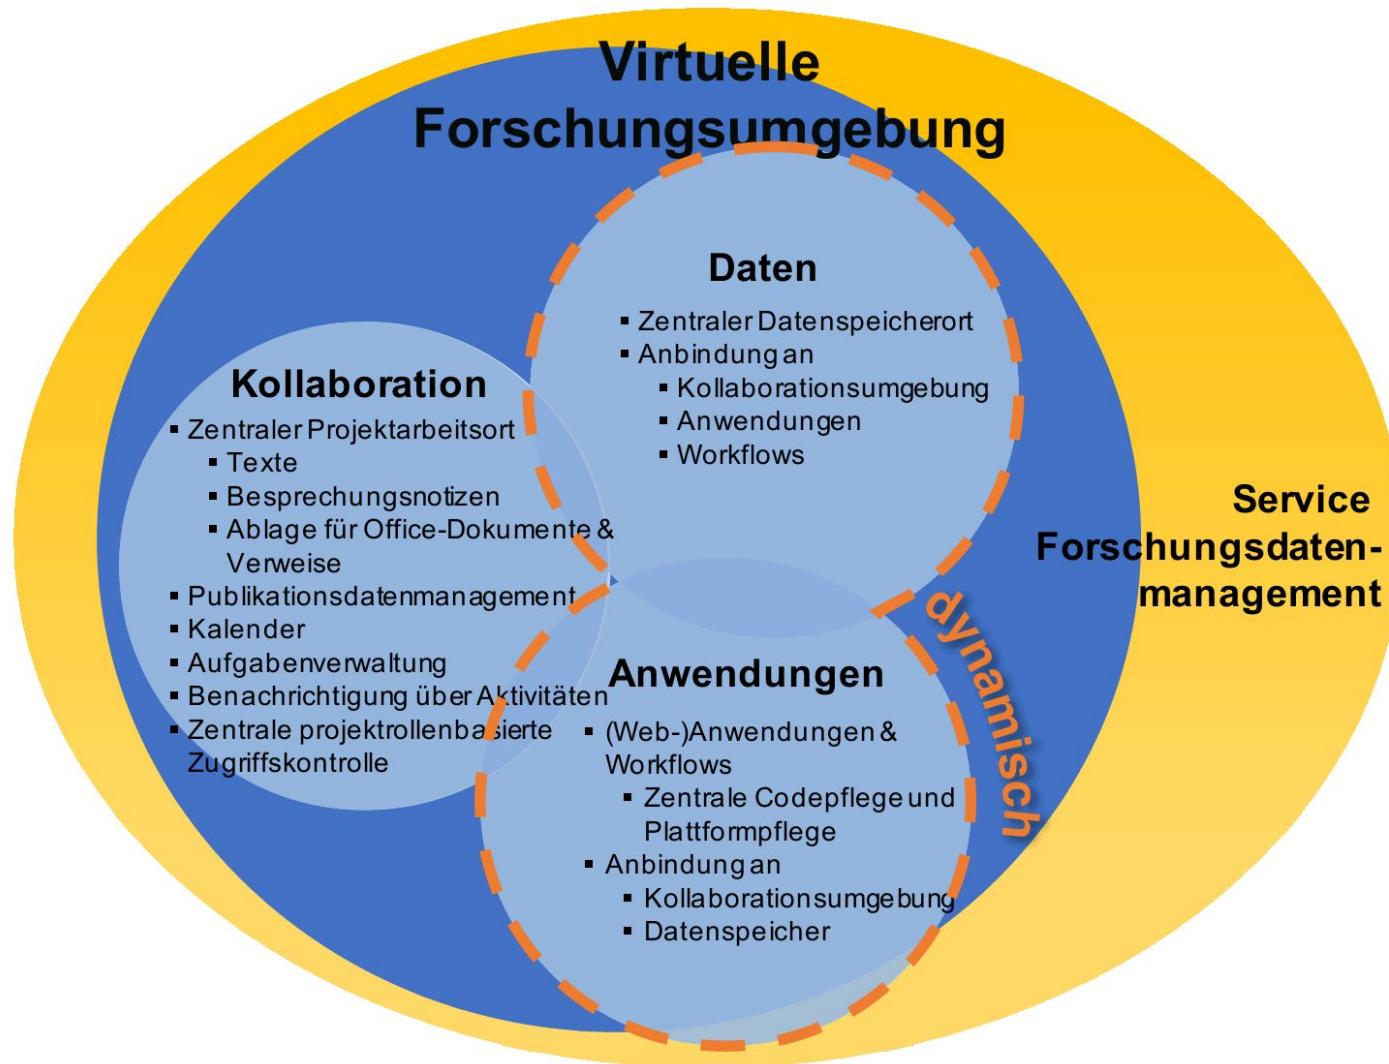 Virtuelle
Forschungsumgebung
Daten
▪ Zentraler Datenspeicherort
▪ Anbindung an
▪ Kollaborationsumgebung
▪ Anwendungen
▪ Workflows
Kollaboration
▪ Zentraler Projektarbeitsort
▪ Texte
▪ Besprechungsnotizen
▪ Ablage für Office-Dokumente &
Verweise
▪ Publikationsdatenmanagement
▪ Kalender
▪ Aufgabenverwaltung
▪ Benachrichtigung über Aktivitäten
▪ Zentrale projektrollenbasierte
Zugriffskontrolle
Anwendungen
▪ (Web-)Anwendungen &
Workflows
▪ Zentrale Codepflege und
Plattformpflege
▪ Anbindung an
▪ Kollaborationsumgebung
▪ Datenspeicher
dynamisch
Service
Forschungsdaten-
management